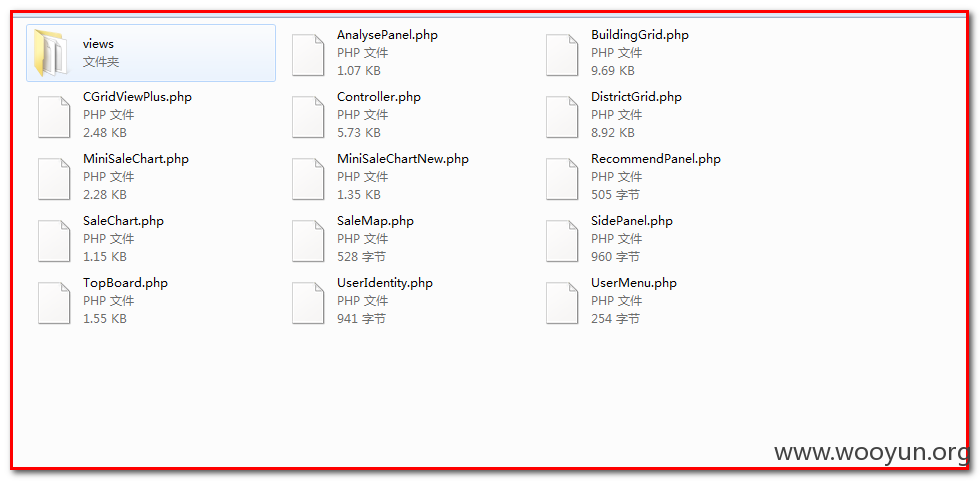 views
文件夹
AnalysePanel.php
PHP 文件
1.07 KB
BuildingGrid.php
PHP 文件
9.69 KB
CGridViewPlus.php
PHP 文件
2.48 KB
Controller.php
PHP 文件
5.73 KB
DistrictGrid.php
PHP 文件
8.92 KB
MiniSaleChart.php
PHP 文件
2.28 KB
MiniSaleChartNew.php
PHP 文件
1.35 KB
RecommendPanel.php
PHP 文件
505 字节
SaleChart.php
PHP 文件
1.15 KB
SaleMap.php
PHP 文件
528 字节
SidePanel.php
PHP 文件
960 字节
TopBoard.php
PHP 文件
1.55 KB
UserIdentity.php
PHP 文件
941 字节
UserMenu.php
PHP 文件
254 字节
www.wooyun.org